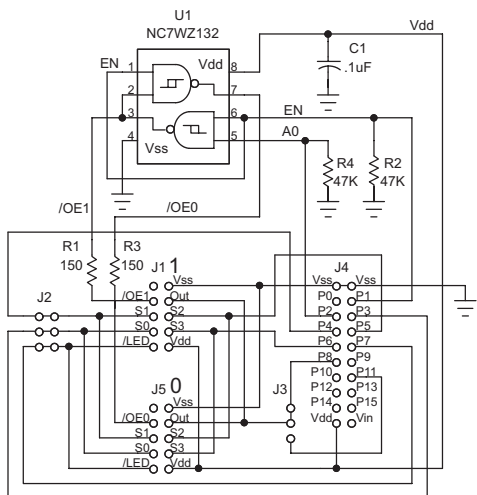 U1
NC7WZ132
Vdd
EN 1 Vdd 8
C1
.1uF
2 7
3 6 EN
4 Vss 5 A0
R4
47K
R2
47K
/OE1
/OE0
R1
150
R3
150
J1 1
Vss
/OE1 Out
S1 S2
S0 S3
/LED Vdd
J2
J4
Vss Vss
P0 P1
P2 P3
P4 P5
P6 P7
P8 P9
P10 P11
P12 P13
P14 P15
Vdd Vin
J5 0
Vss
/OE0 Out
S1 S2
S0 S3
/LED Vdd
J3